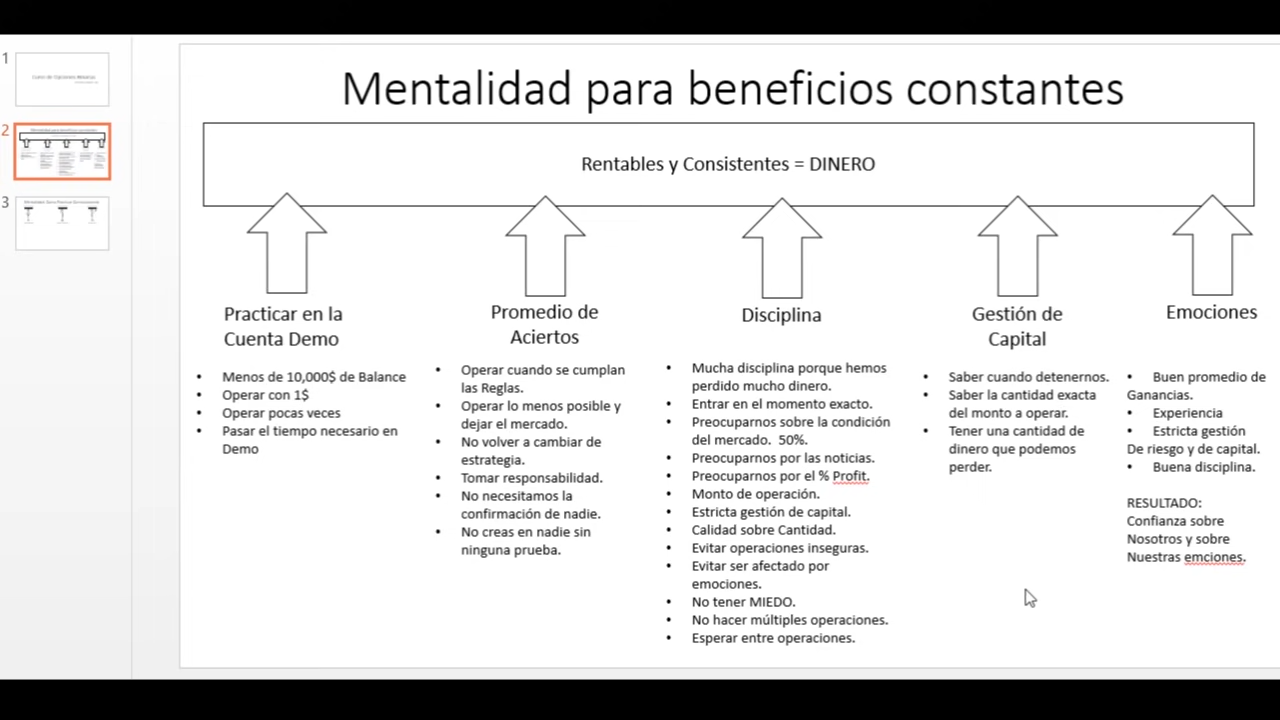 1
Curso de Opciones Binarias
2
3
Mentalidad para beneficios constantes
Rentables y Consistentes = DINERO
Practicar en la
Cuenta Demo
• Menos de 10,000$ de Balance
• Operar con 1$
• Operar pocas veces
• Pasar el tiempo necesario en
Demo
Promedio de
Aciertos
• Operar cuando se cumplan
las Reglas.
• Operar lo menos posible y
dejar el mercado.
• No volver a cambiar de
estrategia.
• Tomar responsabilidad.
• No necesitamos la
confirmación de nadie.
• No creas en nadie sin
ninguna prueba.
Disciplina
• Mucha disciplina porque hemos
perdido mucho dinero.
• Entrar en el momento exacto.
• Preocuparnos sobre la condición
del mercado. 50%.
• Preocuparnos por las noticias.
• Preocuparnos por el % Profit.
• Monto de operación.
• Estricta gestión de capital.
• Calidad sobre Cantidad.
• Evitar operaciones inseguras.
• Evitar ser afectado por
emociones.
• No tener MIEDO.
• No hacer múltiples operaciones.
• Esperar entre operaciones.
Gestión de
Capital
• Saber cuando detenernos.
• Saber la cantidad exacta
del monto a operar.
• Tener una cantidad de
dinero que podemos
perder.
Emociones
• Buen promedio de
Ganancias.
• Experiencia
• Estricta gestión
De riesgo y de capital.
• Buena disciplina.
RESULTADO:
Confianza sobre
Nosotros y sobre
Nuestras emciones.